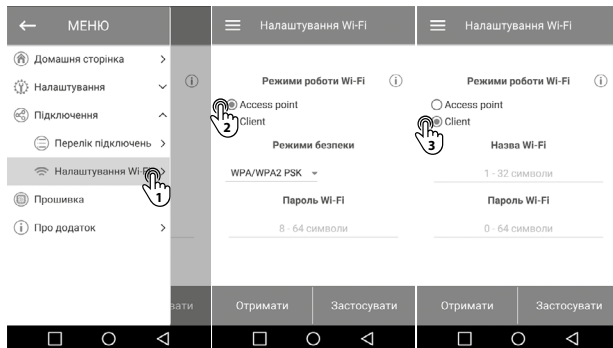 МЕНЮ
Домашня сторінка
Налаштування
Підключення
Перелік підключень
Налаштування Wi-Fi
1
Прошивка
Про додаток
вати
Налаштування Wi-Fi
Режими роботи Wi-Fi
Access point
2
Client
Режими безпеки
WPA/WPA2 PSK
Пароль Wi-Fi
8 - 64 символи
Отримати
Застосувати
Налаштування Wi-Fi
Режими роботи Wi-Fi
Access point
Client
3
Назва Wi-Fi
1 - 32 символи
Пароль Wi-Fi
0 - 64 символи
Отримати
Застосувати